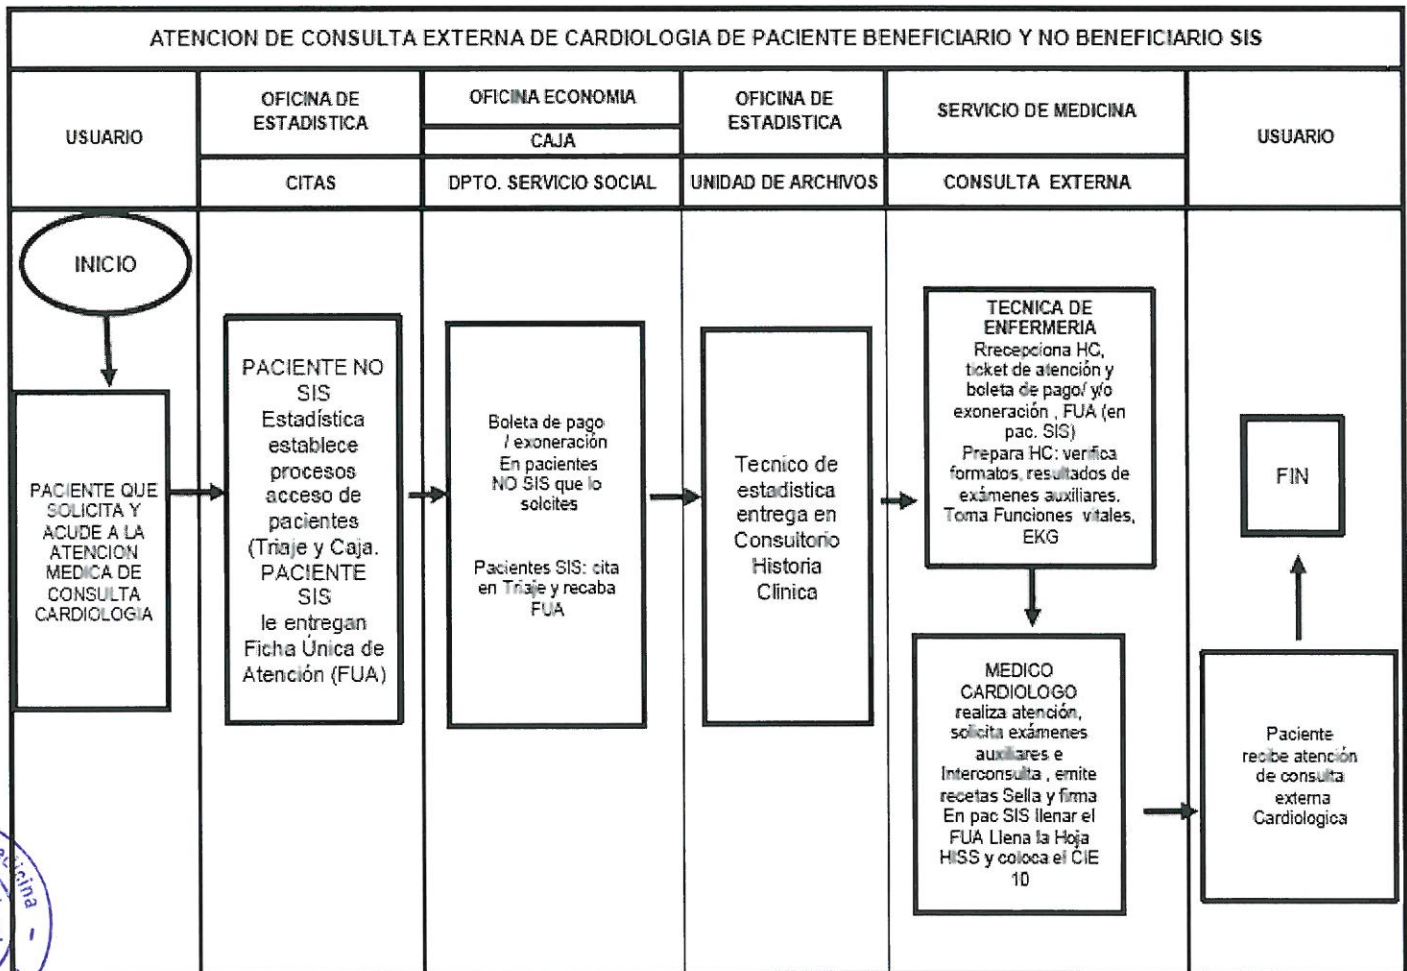 ATENCION DE CONSULTA EXTERNA DE CARDIOLOGIA DE PACIENTE BENEFICIARIO Y NO BENEFICIARIO SIS
USUARIO
OFICINA DE
ESTADISTICA
CITAS
OFICINA ECONOMIA
CAJA
DPTO. SERVICIO SOCIAL
OFICINA DE
ESTADISTICA
UNIDAD DE ARCHIVOS
SERVICIO DE MEDICINA
CONSULTA EXTERNA
USUARIO
INICIO
PACIENTE QUE
SOLICITA Y
ACUDE A LA
ATENCION
MEDICA DE
CONSULTA
CARDIOLOGIA
PACIENTE NO
SIS
Estadística
establece
procesos
acceso de
pacientes
(Triaje y Caja.
PACIENTE
SIS
le entregan
Ficha Única de
Atención (FUA)
Boleta de pago
/ exoneración
En pacientes
NO SIS que lo
solcites
Pacientes SIS: cita
en Triaje y recaba
FUA
Tecnico de
estadistica
entrega en
Consultorio
Historia
Clinica
TECNICA DE
ENFERMERIA
Rrecepciona HC,
ticket de atención y
boleta de pago/ y/o
exoneración , FUA (en
pac. SIS)
Prepara HC: verifica
formatos, resultados de
exámenes auxiliares.
Toma Funciones vitales,
EKG
MEDICO
CARDIOLOGO
realiza atención,
solicita exámenes
auxiliares e
Interconsulta , emite
recetas Sella y firma
En pac SIS llenar el
FUA Llena la Hoja
HISS y coloca el CIE
10
Paciente
recibe atención
de consulta
externa
Cardiologica
FIN